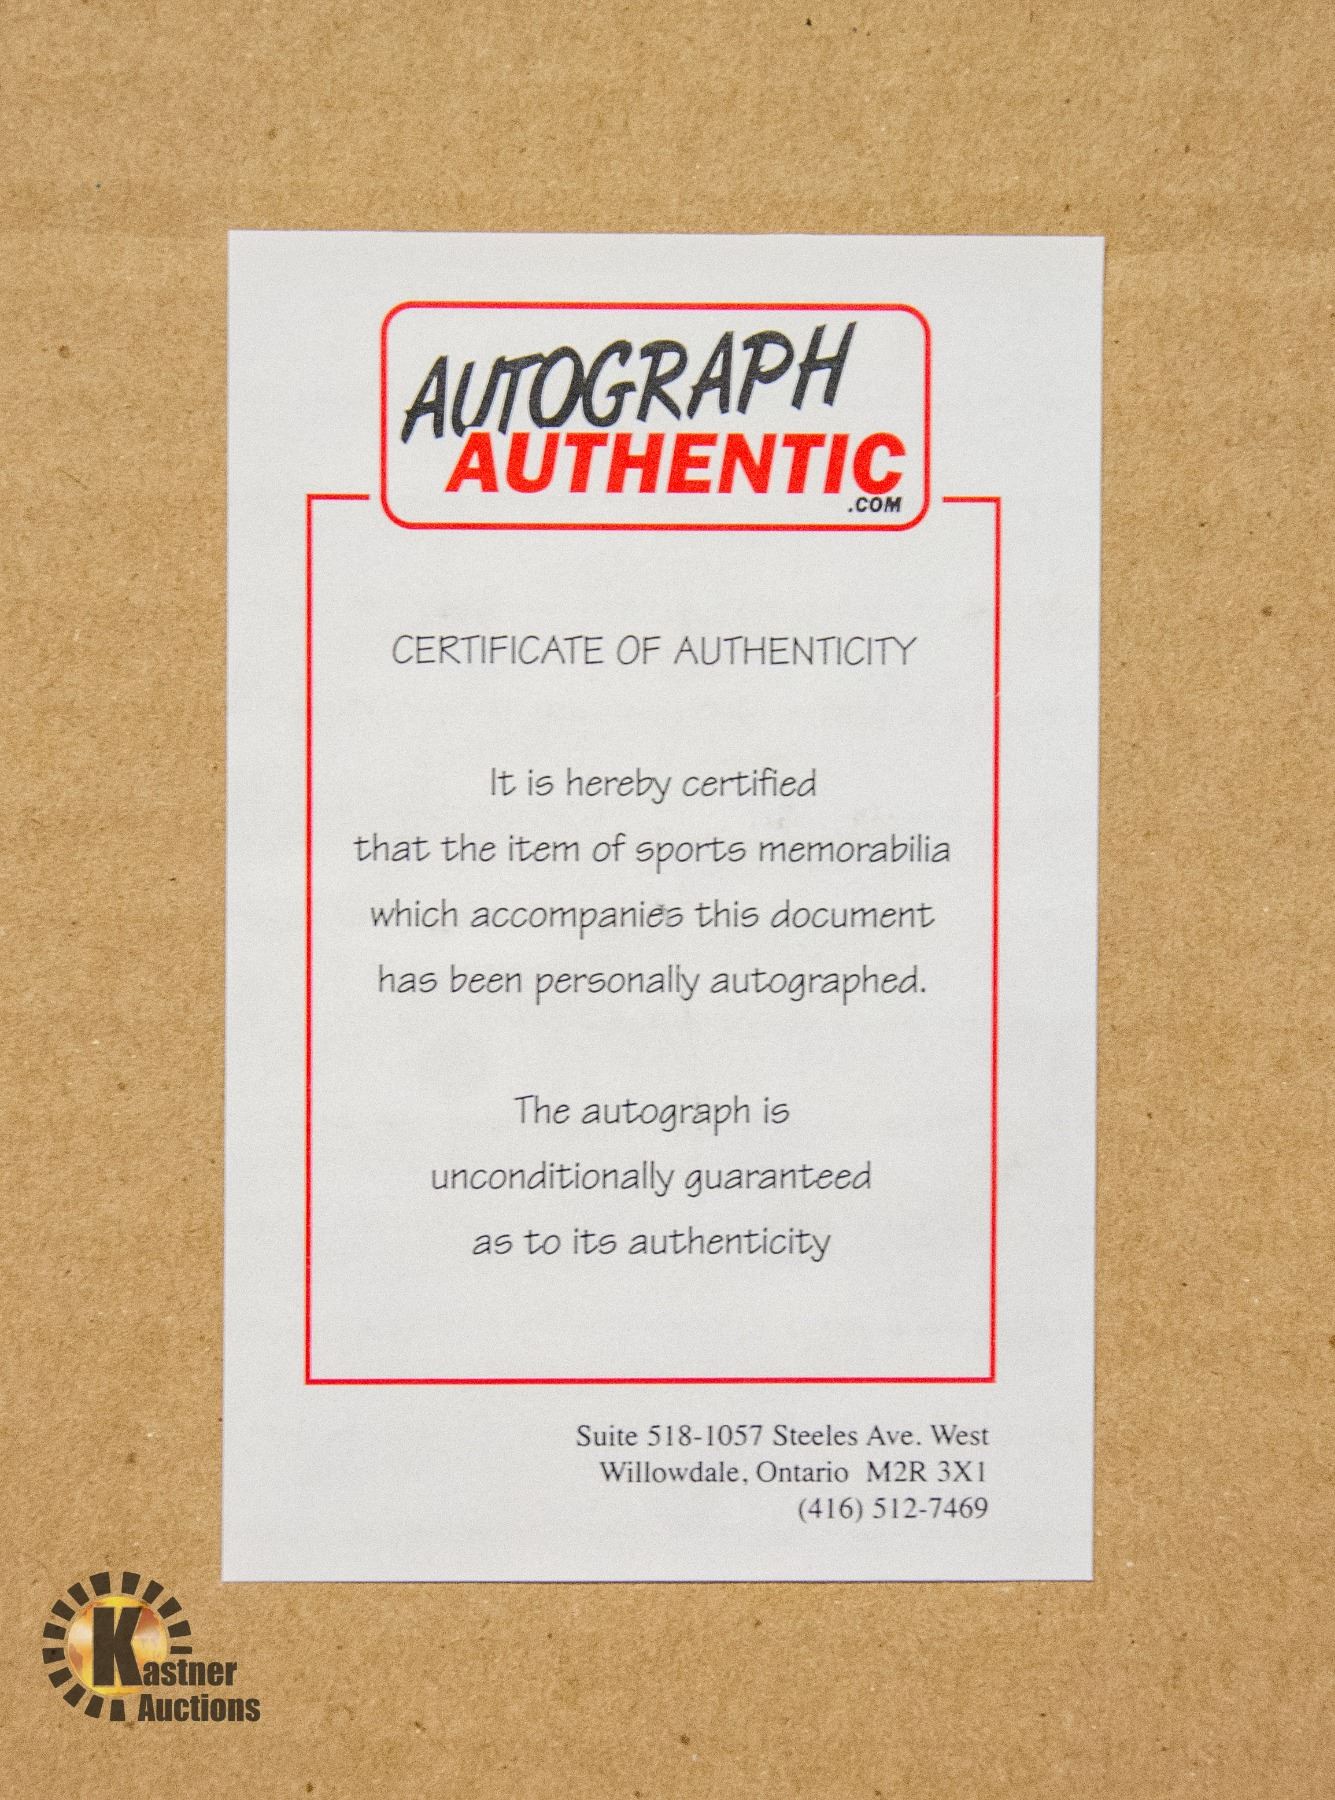 AUTOGRAPH
AUTHENTIC
.COM
CERTIFICATE OF AUTHENTICITY
It is hereby certified
that the item of sports memorabilia
which accompanies this document
has been personally autographed.
The autograph is
unconditionally guaranteed
as to its authenticity
Suite 518-1057 Steeles Ave. West
Willowdale, Ontario M2R 3X1
(416) 512-7469
Kastner
Auctions